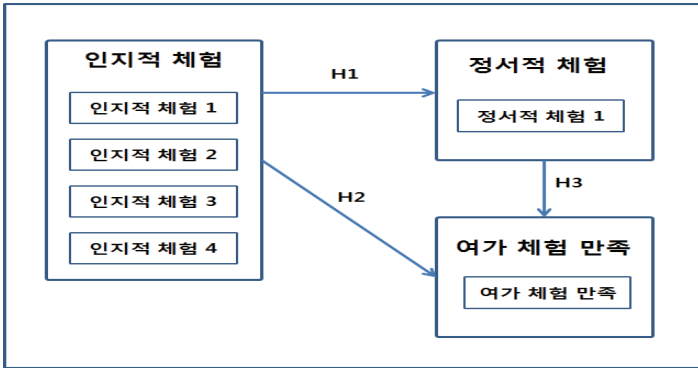 인지적 체험
인지적 체험 1
인지적 체험 2
인지적 체험 3
인지적 체험 4
H1
H2
정서적 체험
정서적 체험 1
H3
여가 체험 만족
여가 체험 만족